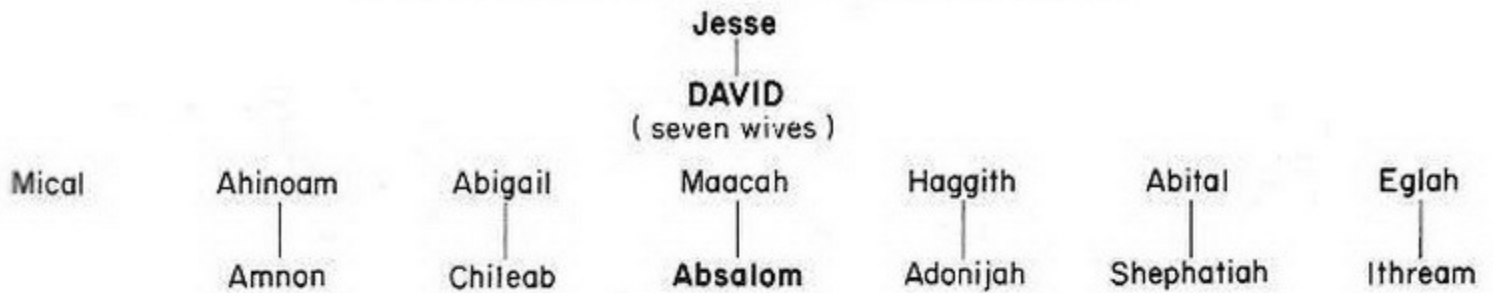 Jesse
DAVID
( seven wives )
Mical Ahinoam Abigail Maacah Haggith Abital Eglah
Amnon Chileab Absalom Adonijah Shephatiah Ithream